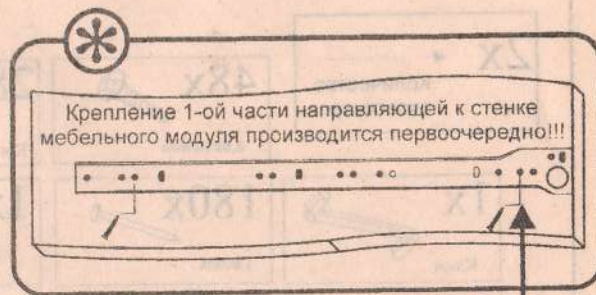 Крепление 1-ой части направляющей к стенке
мебельного модуля производится первоочередно!!!